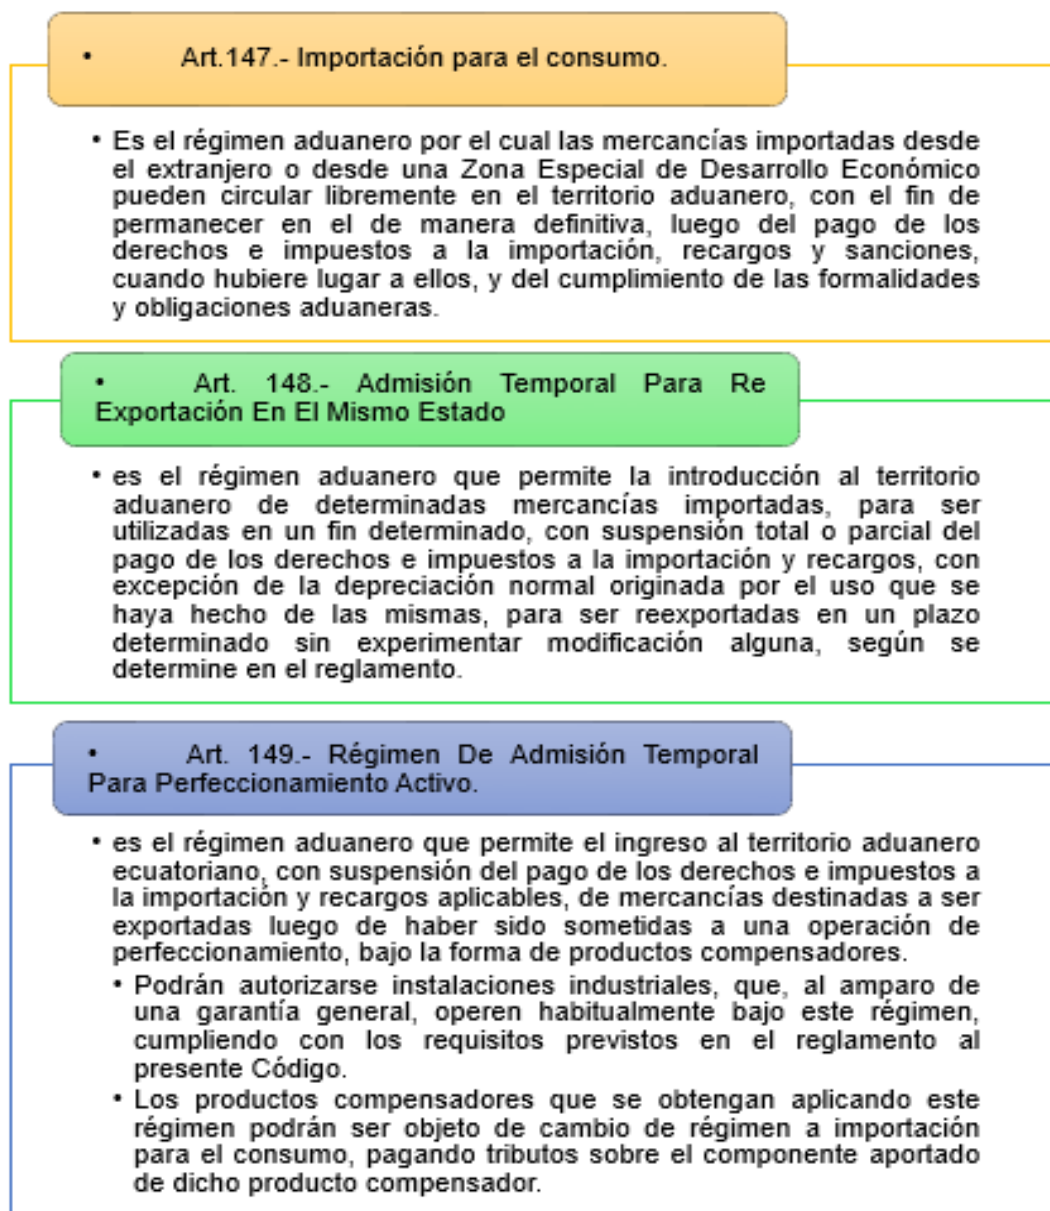 • Art.147.- Importación para el consumo.
• Es el régimen aduanero por el cual las mercancías importadas desde
el extranjero o desde una Zona Especial de Desarrollo Económico
pueden circular libremente en el territorio aduanero, con el fin de
permanecer en el de manera definitiva, luego del pago de los
derechos e impuestos a la importación, recargos y sanciones,
cuando hubiere lugar a ellos, y del cumplimiento de las formalidades
y obligaciones aduaneras.
• Art. 148.- Admisión Temporal Para Re
Exportación En El Mismo Estado
• es el régimen aduanero que permite la introducción al territorio
aduanero de determinadas mercancías importadas, para ser
utilizadas en un fin determinado, con suspensión total o parcial del
pago de los derechos e impuestos a la importación y recargos, con
excepción de la depreciación normal originada por el uso que se
haya hecho de las mismas, para ser reexportadas en un plazo
determinado sin experimentar modificación alguna, según se
determine en el reglamento.
• Art. 149.- Régimen De Admisión Temporal
Para Perfeccionamiento Activo.
• es el régimen aduanero que permite el ingreso al territorio aduanero
ecuatoriano, con suspensión del pago de los derechos e impuestos a
la importación y recargos aplicables, de mercancías destinadas a ser
exportadas luego de haber sido sometidas a una operación de
perfeccionamiento, bajo la forma de productos compensadores.
• Podrán autorizarse instalaciones industriales, que, al amparo de
una garantía general, operen habitualmente bajo este régimen,
cumpliendo con los requisitos previstos en el reglamento al
presente Código.
• Los productos compensadores que se obtengan aplicando este
régimen podrán ser objeto de cambio de régimen a importación
para el consumo, pagando tributos sobre el componente aportado
de dicho producto compensador.